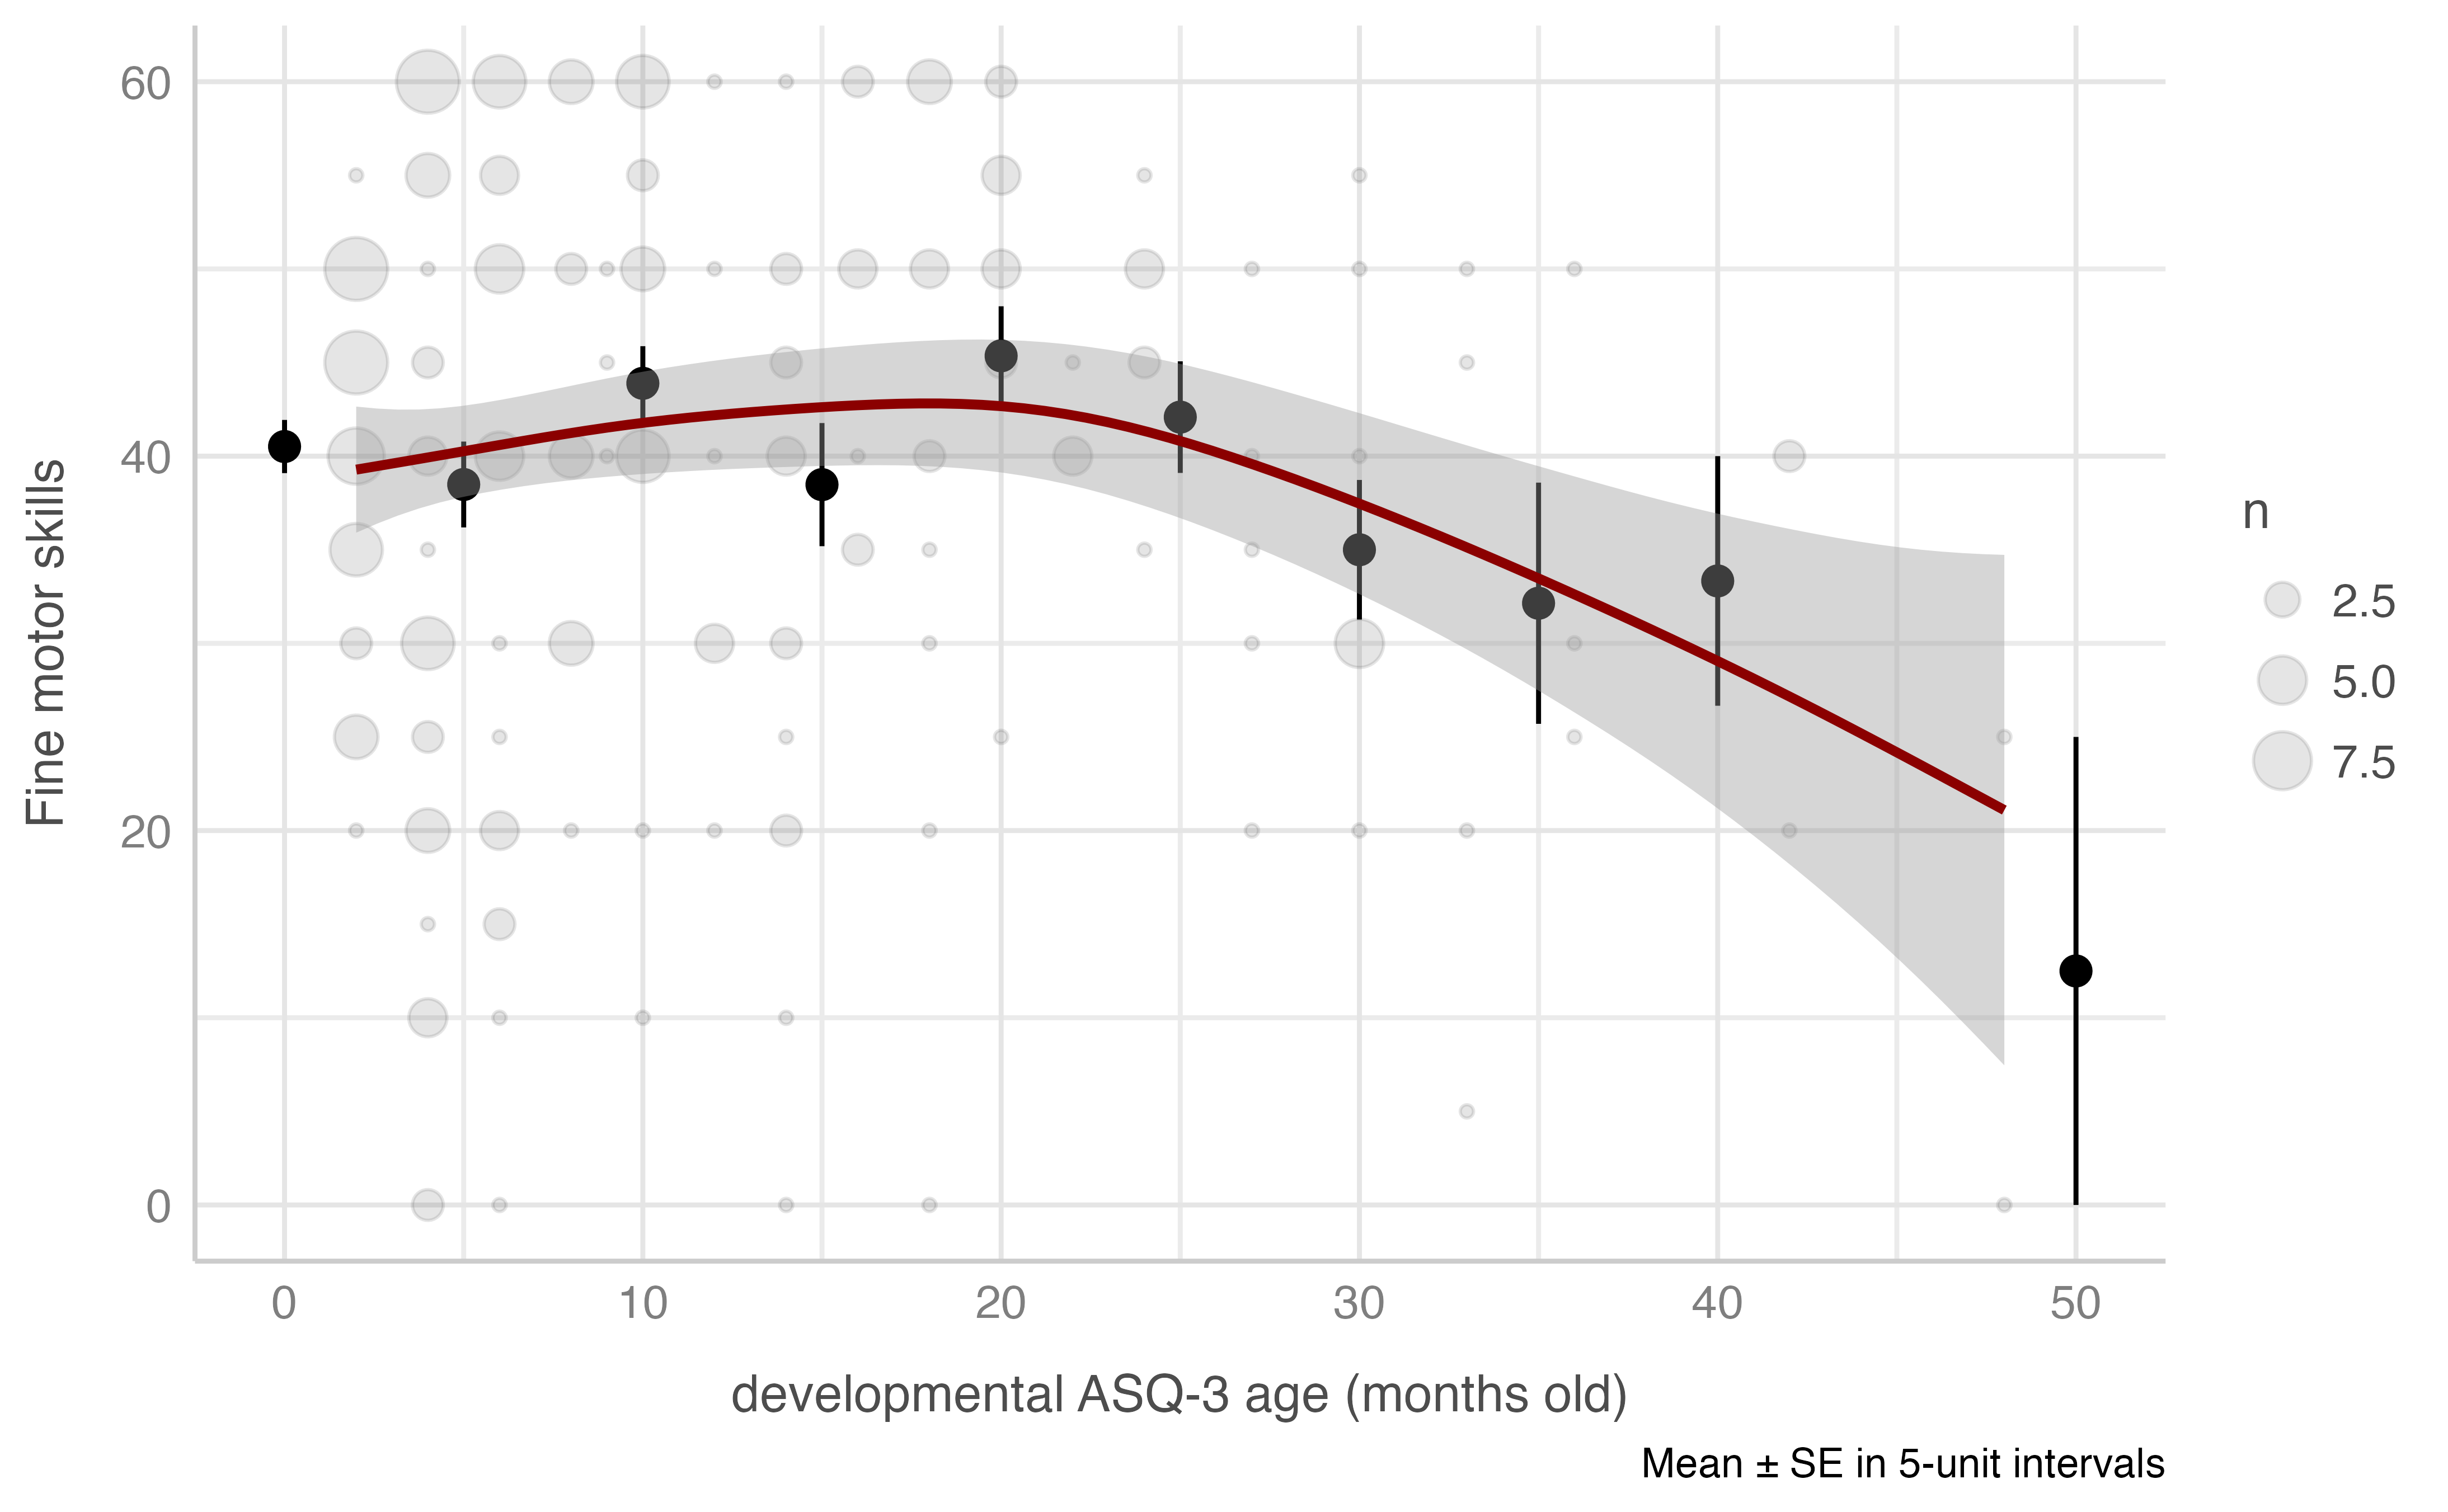 60
40
20
0
Fine motor skills
0 10 20 30 40 50
developmental ASQ-3 age (months old)
Mean ± SE in 5-unit intervals
n
2.5
5.0
7.5